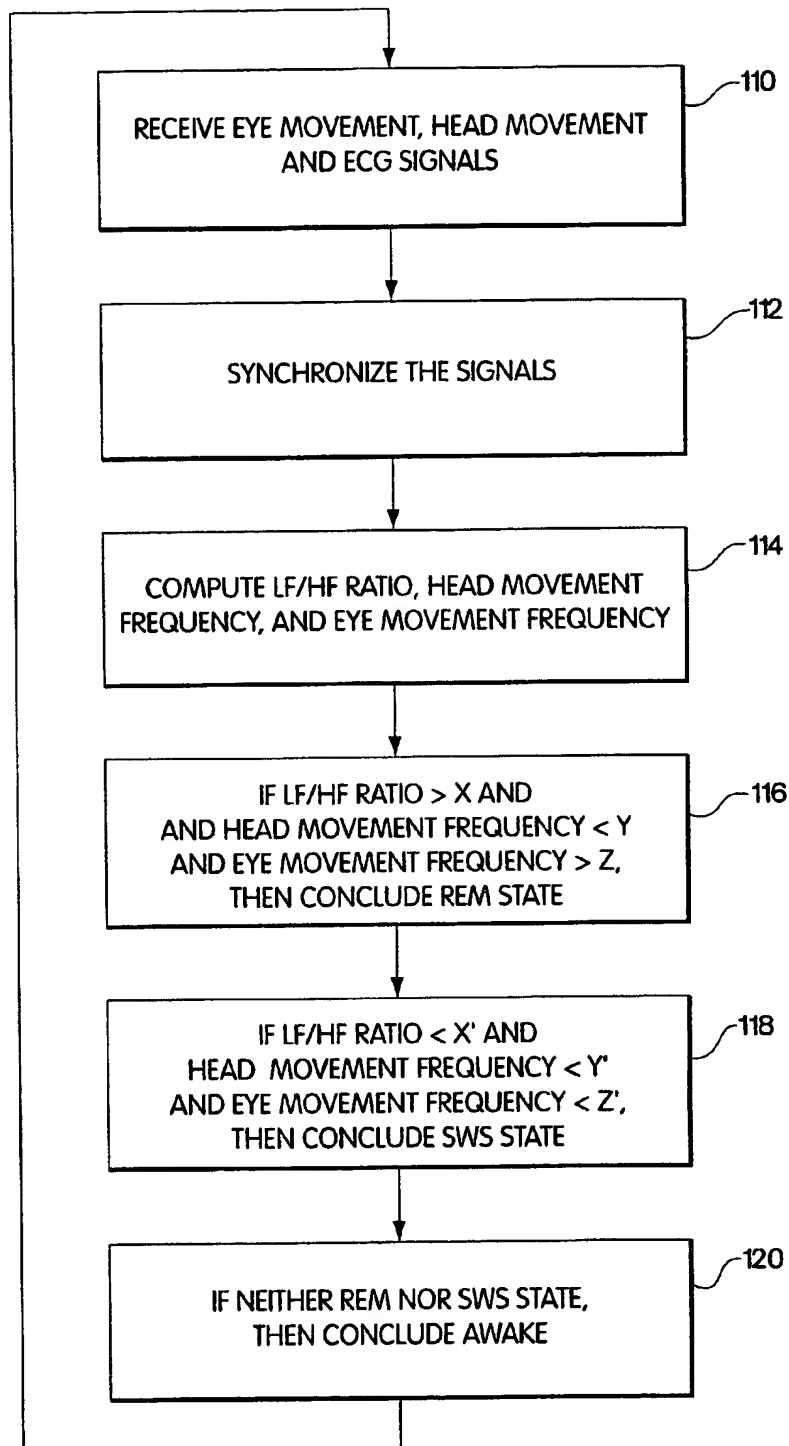 110
RECEIVE EYE MOVEMENT, HEAD MOVEMENT
AND ECG SIGNALS
112
SYNCHRONIZE THE SIGNALS
114
COMPUTE LF/HF RATIO, HEAD MOVEMENT
FREQUENCY, AND EYE MOVEMENT FREQUENCY
116
IF LF/HF RATIO > X AND
AND HEAD MOVEMENT FREQUENCY < Y
AND EYE MOVEMENT FREQUENCY > Z,
THEN CONCLUDE REM STATE
118
IF LF/HF RATIO < X' AND
HEAD MOVEMENT FREQUENCY < Y'
AND EYE MOVEMENT FREQUENCY < Z',
THEN CONCLUDE SWS STATE
120
IF NEITHER REM NOR SWS STATE,
THEN CONCLUDE AWAKE